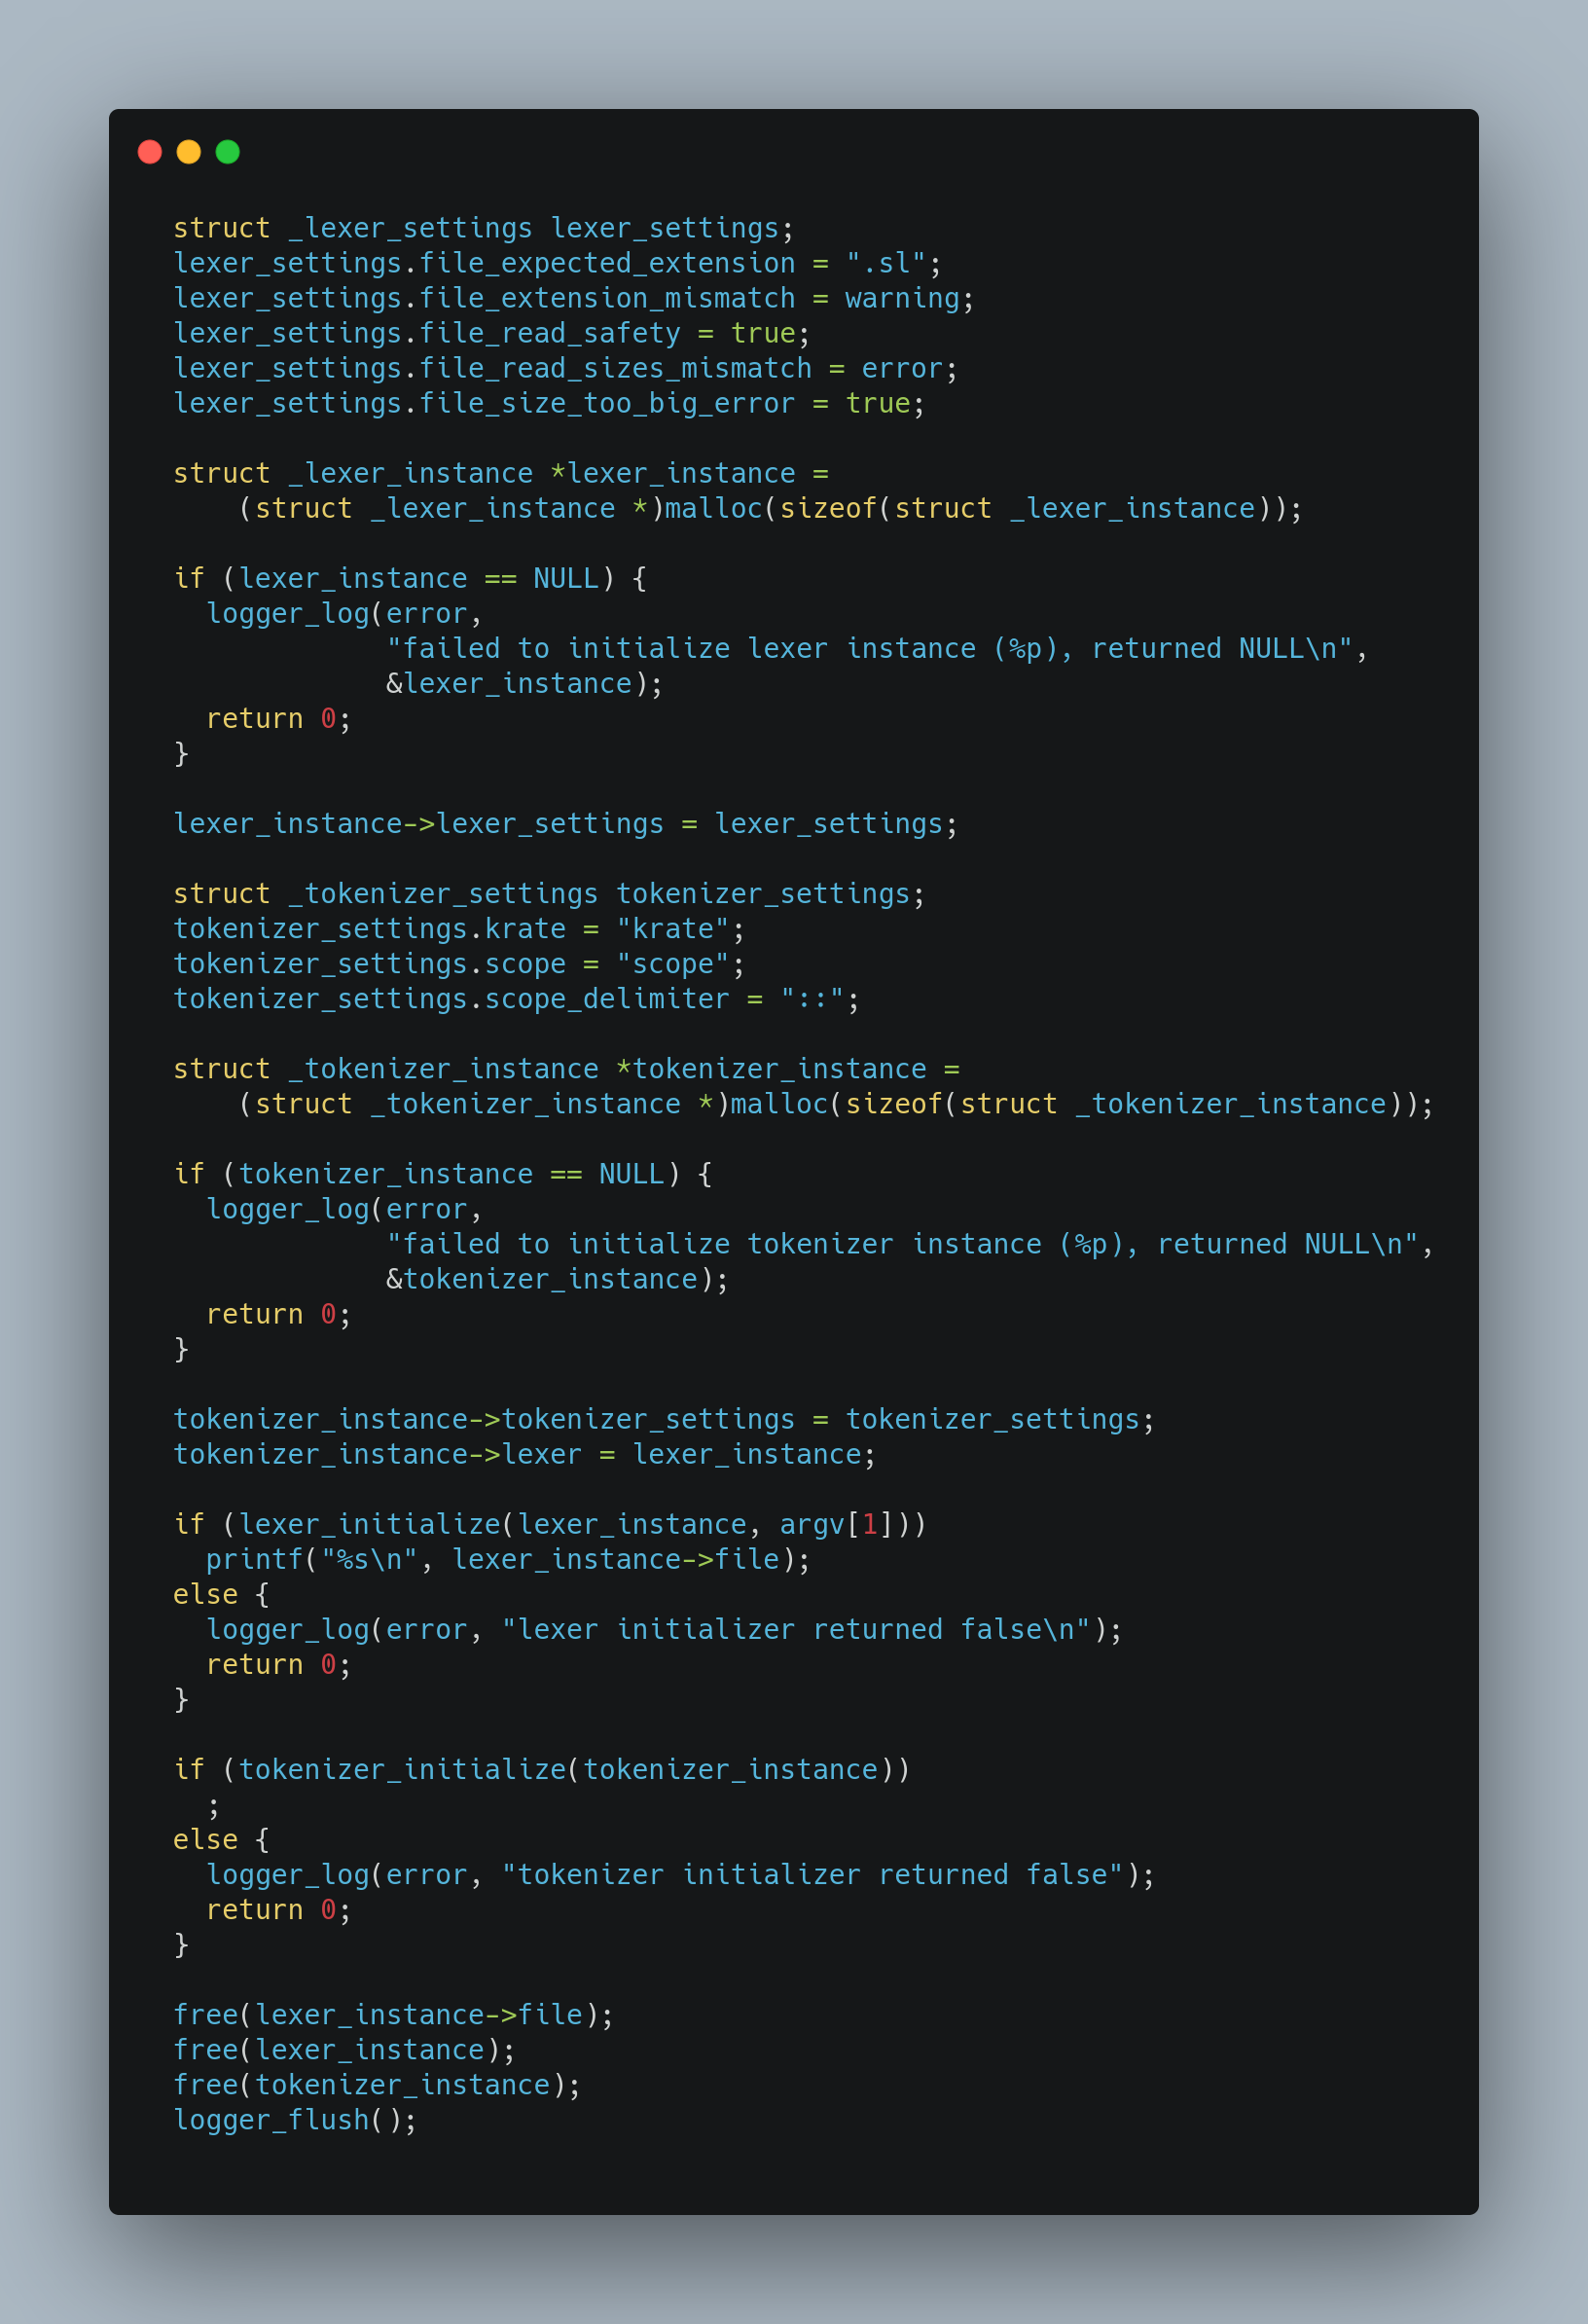 struct _lexer_settings lexer_settings;
lexer_settings.file_expected_extension = ".sl";
lexer_settings.file_extension_mismatch = warning;
lexer_settings.file_read_safety = true;
lexer_settings.file_read_sizes_mismatch = error;
lexer_settings.file_size_too_big_error = true;

struct _lexer_instance *lexer_instance =
    (struct _lexer_instance *)malloc(sizeof(struct _lexer_instance));

if (lexer_instance == NULL) {
  logger_log(error,
             "failed to initialize lexer instance (%p), returned NULL\n",
             &lexer_instance);
  return 0;
}

lexer_instance->lexer_settings = lexer_settings;

struct _tokenizer_settings tokenizer_settings;
tokenizer_settings.krate = "krate";
tokenizer_settings.scope = "scope";
tokenizer_settings.scope_delimiter = "::";

struct _tokenizer_instance *tokenizer_instance =
    (struct _tokenizer_instance *)malloc(sizeof(struct _tokenizer_instance));

if (tokenizer_instance == NULL) {
  logger_log(error,
             "failed to initialize tokenizer instance (%p), returned NULL\n",
             &tokenizer_instance);
  return 0;
}

tokenizer_instance->tokenizer_settings = tokenizer_settings;
tokenizer_instance->lexer = lexer_instance;

if (lexer_initialize(lexer_instance, argv[1]))
  printf("%s\n", lexer_instance->file);
else {
  logger_log(error, "lexer initializer returned false\n");
  return 0;
}

if (tokenizer_initialize(tokenizer_instance))
  ;
else {
  logger_log(error, "tokenizer initializer returned false");
  return 0;
}

free(lexer_instance->file);
free(lexer_instance);
free(tokenizer_instance);
logger_flush();